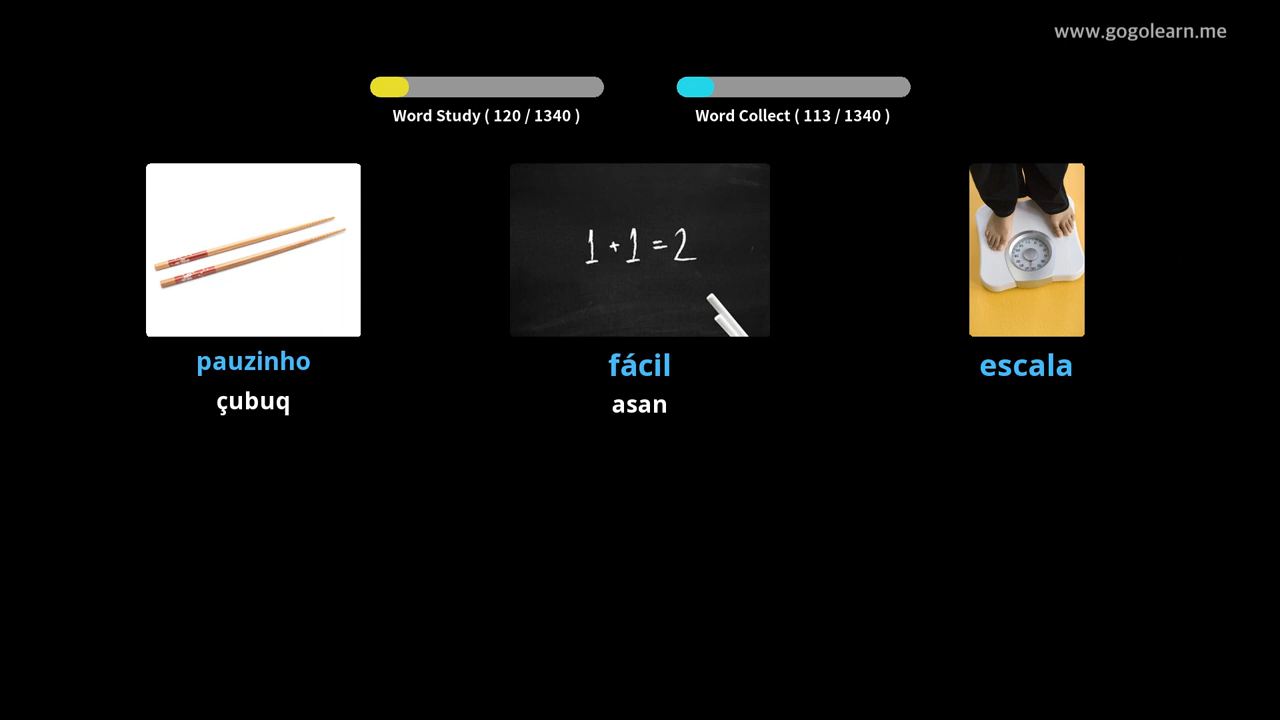 www.gogolearn.me
Word Study ( 120 / 1340 )
Word Collect ( 113 / 1340 )
1 + 1 = 2
pauzinho
çubuq
fácil
asan
escala